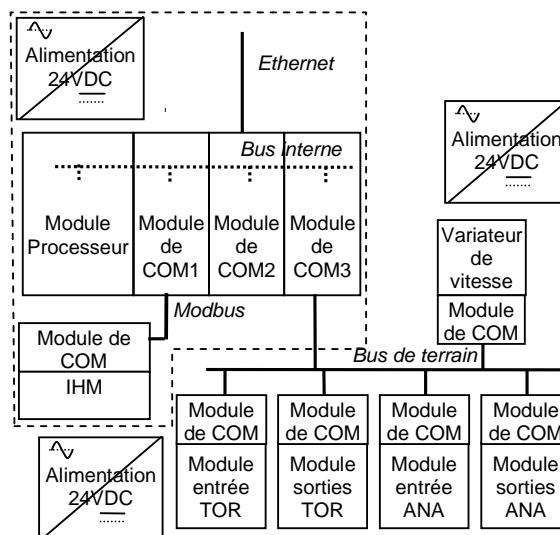 Alimentation
24VDC
Ethernet
Bus interne
Module
Processeur
Module
de
COM1
Module
de
COM2
Module
de
COM3
Alimentation
24VDC
Variateur
de
vitesse
Module
de COM
Modbus
Module de
COM
IHM
Bus de terrain
Alimentation
24VDC
Module
de COM
Module
entrée
TOR
Module
de COM
Module
sorties
TOR
Module
de COM
Module
entrée
ANA
Module
de COM
Module
sorties
ANA